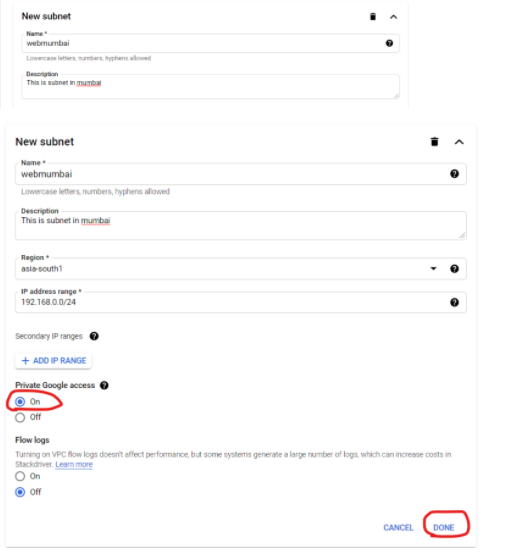 New subnet
Name *
webmumbai
Lowercase letters, numbers, hyphens allowed
Description
This is subnet in mumbai
New subnet
Name *
webmumbai
Lowercase letters, numbers, hyphens allowed
Description
This is subnet in mumbai
Region *
asia-south1
IP address range *
192.168.0.0/24
Secondary IP ranges
+ ADD IP RANGE
Private Google access
On
Off
Flow logs
Turning on VPC flow logs doesn't affect performance, but some systems generate a large number of logs, which can increase costs in
Stackdriver. Learn more
On
Off
CANCEL DONE